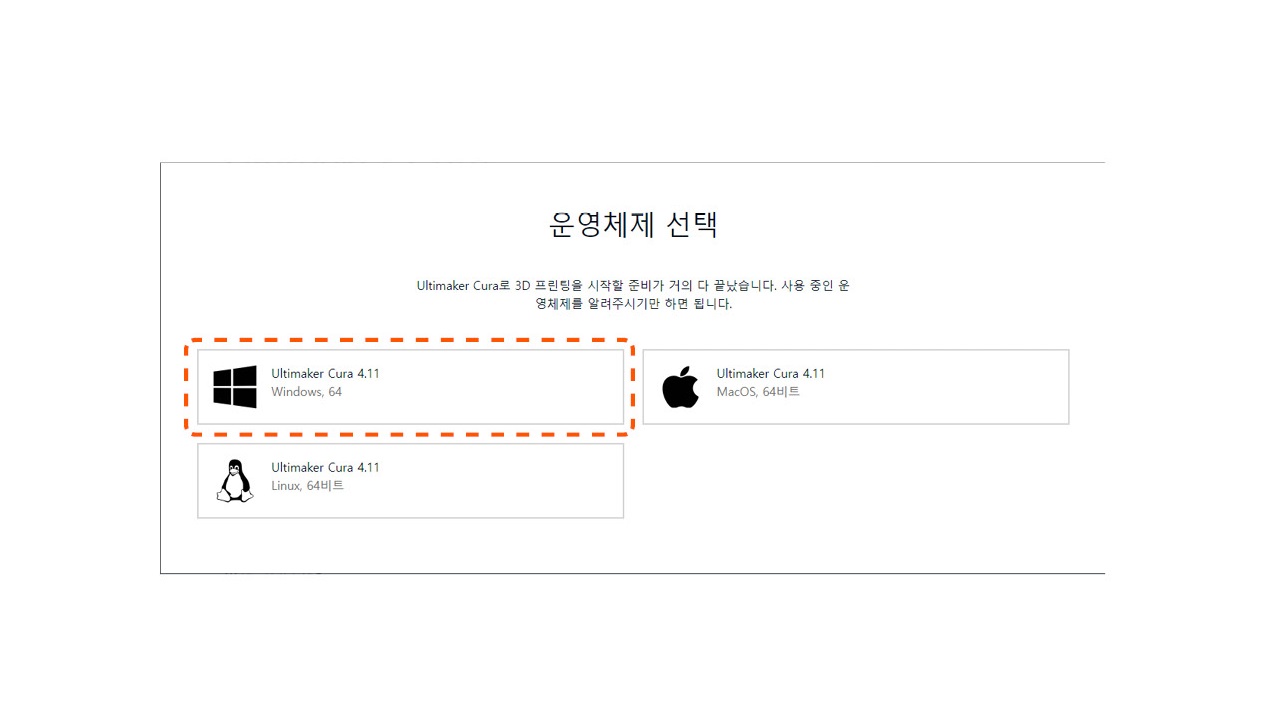 운영체제 선택
Ultimaker Cura로 3D 프린팅을 시작할 준비가 거의 다 끝났습니다. 사용 중인 운
영체제를 알려주시기만 하면 됩니다.
Ultimaker Cura 4.11
Windows, 64
Ultimaker Cura 4.11
MacOS, 64비트
Ultimaker Cura 4.11
Linux, 64비트